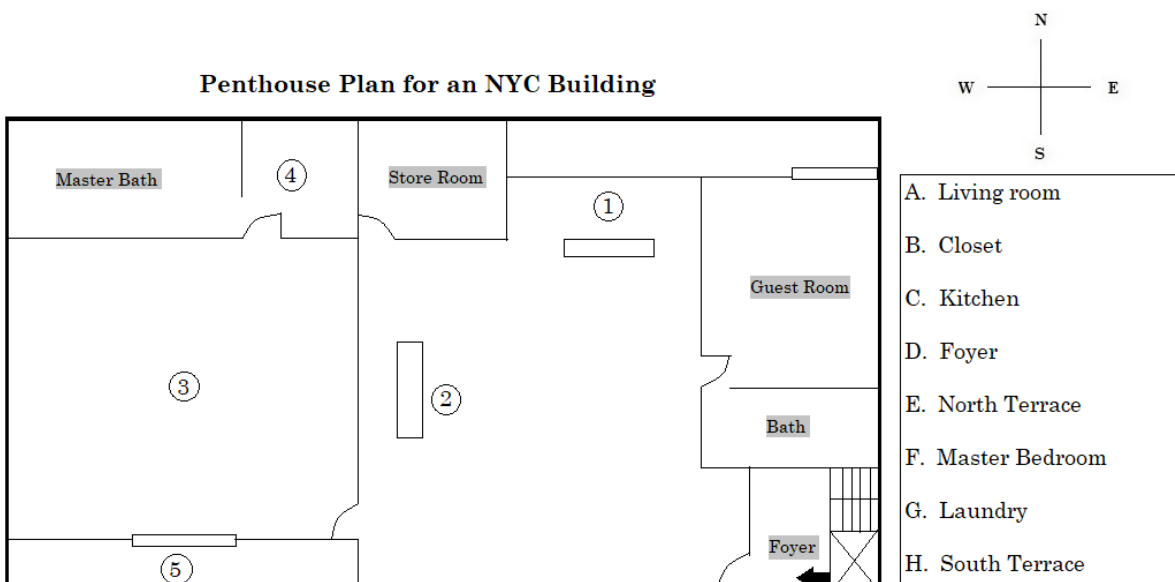 N
Penthouse Plan for an NYC Building
W E
S
Master Bath
4
Store Room
1
A. Living room
B. Closet
Guest Room
C. Kitchen
D. Foyer
3
2
E. North Terrace
Bath
F. Master Bedroom
G. Laundry
Foyer
H. South Terrace
5